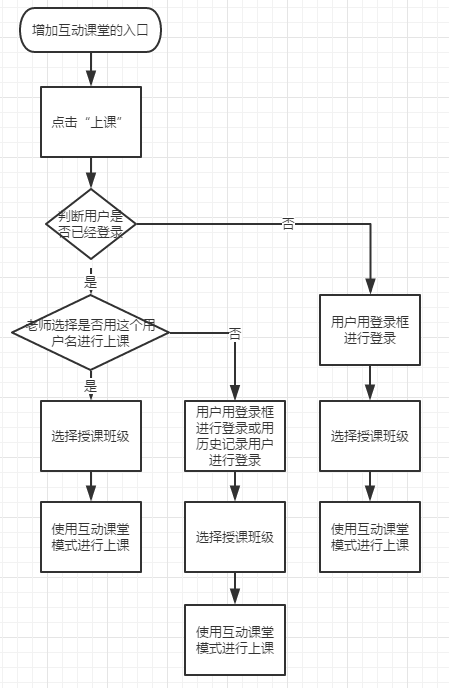 增加互动课堂的入口
点击“上课”
判断用户是
否已经登录
否
是
老师选择是否用这个用
户名进行上课
用户用登录框
进行登录
否
是
选择授课班级
用户用登录框
进行登录或用
历史记录用户
进行登录
选择授课班级
使用互动课堂
模式进行上课
选择授课班级
使用互动课堂
模式进行上课
使用互动课堂
模式进行上课